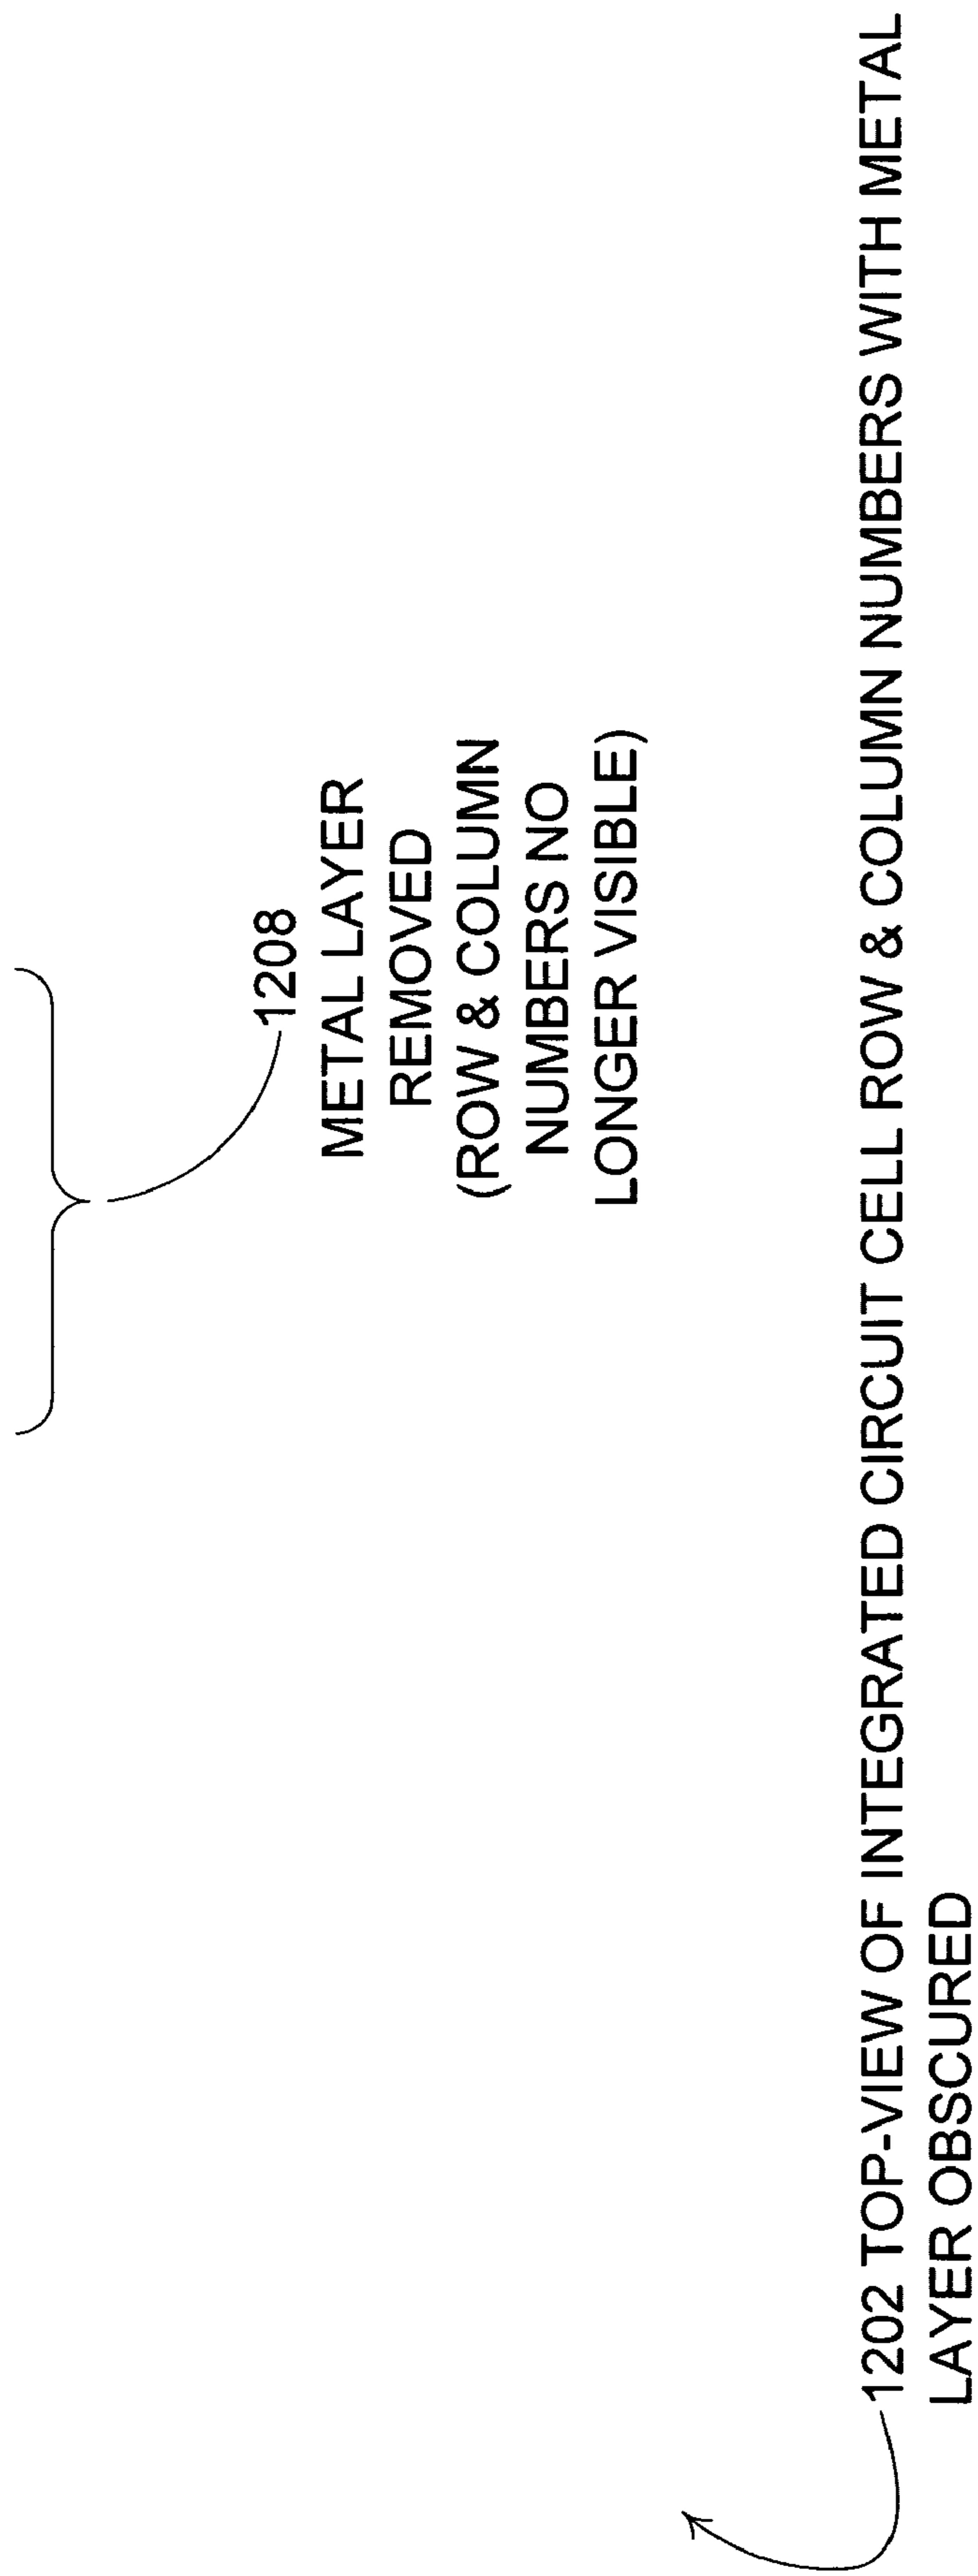 1208
METAL LAYER
REMOVED
(ROW & COLUMN
NUMBERS NO
LONGER VISIBLE)
1202 TOP-VIEW OF INTEGRATED CIRCUIT CELL ROW & COLUMN NUMBERS WITH METAL
LAYER OBSCURED